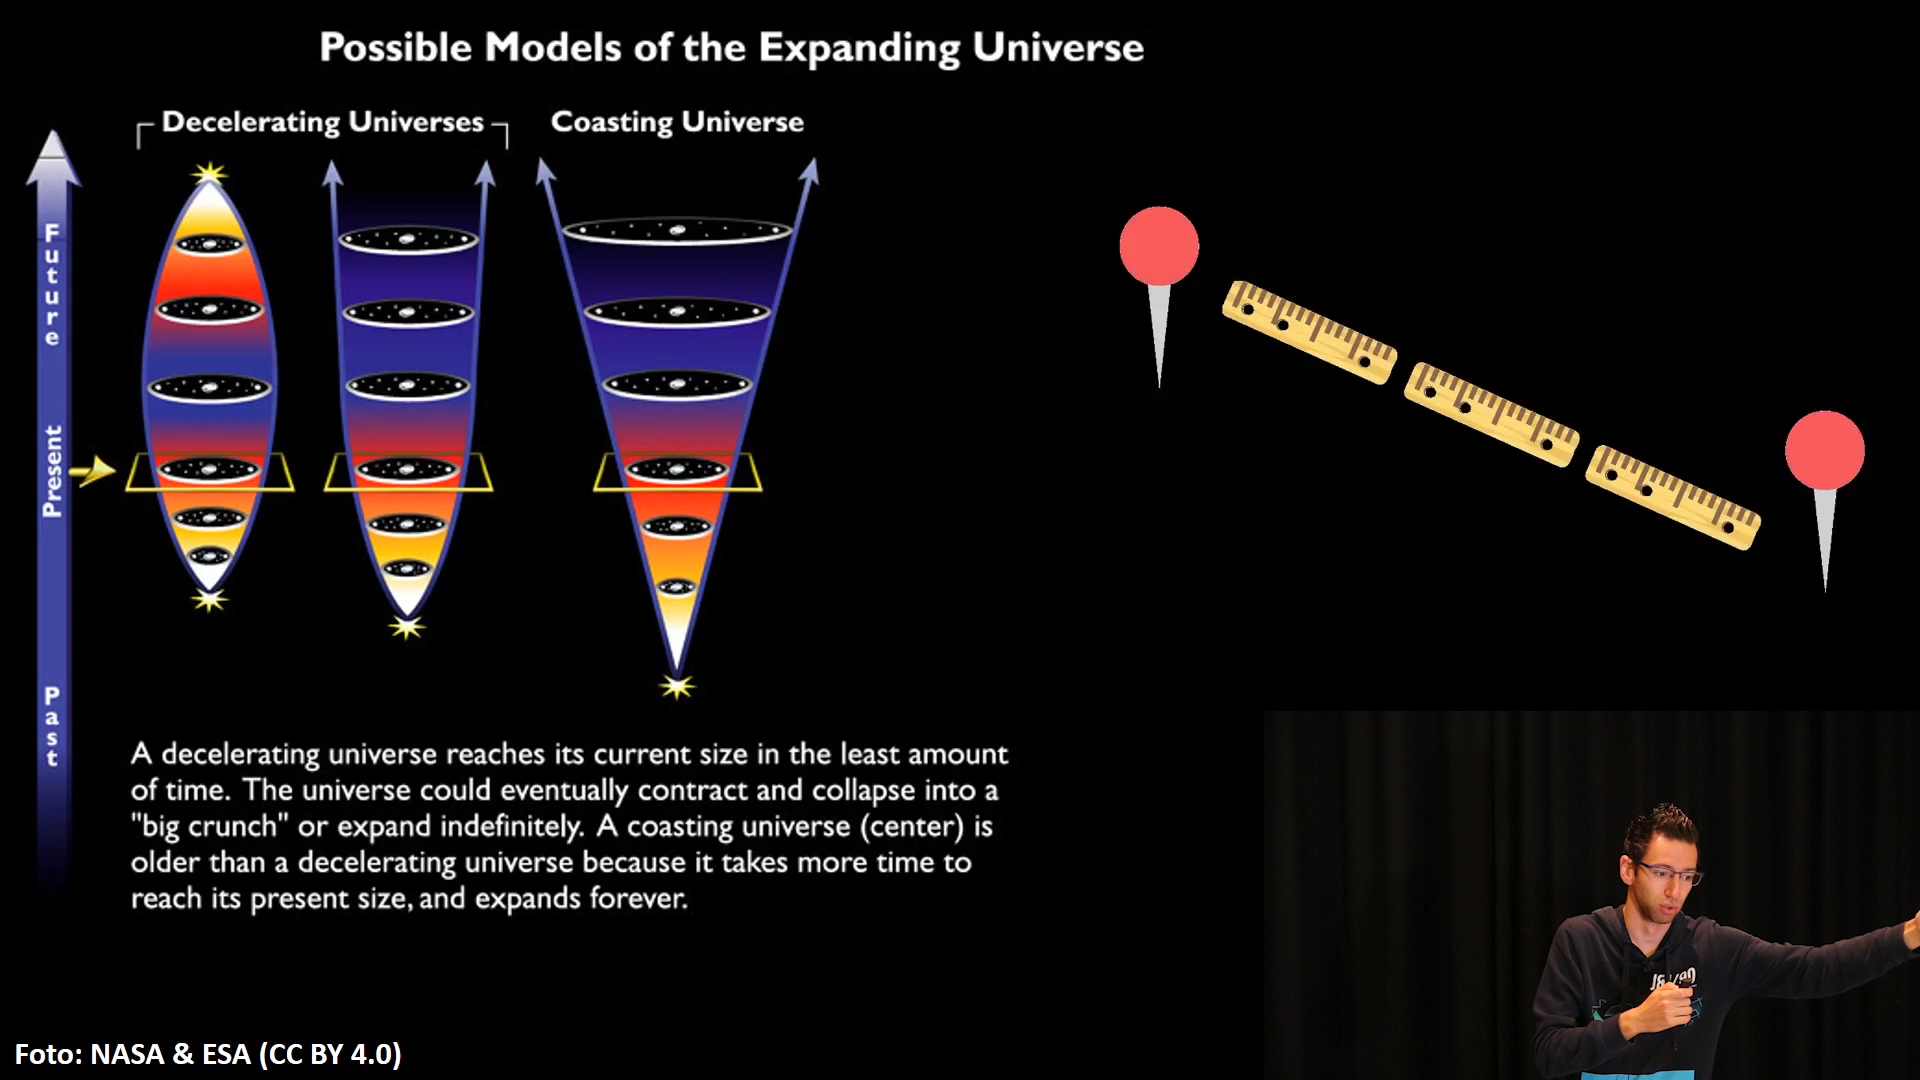 Possible Models of the Expanding Universe
Decelerating Universes
Coasting Universe
Future
Present
Past
A decelerating universe reaches its current size in the least amount
of time. The universe could eventually contract and collapse into a
"big crunch" or expand indefinitely. A coasting universe (center) is
older than a decelerating universe because it takes more time to
reach its present size, and expands forever.
Foto: NASA & ESA (CC BY 4.0)